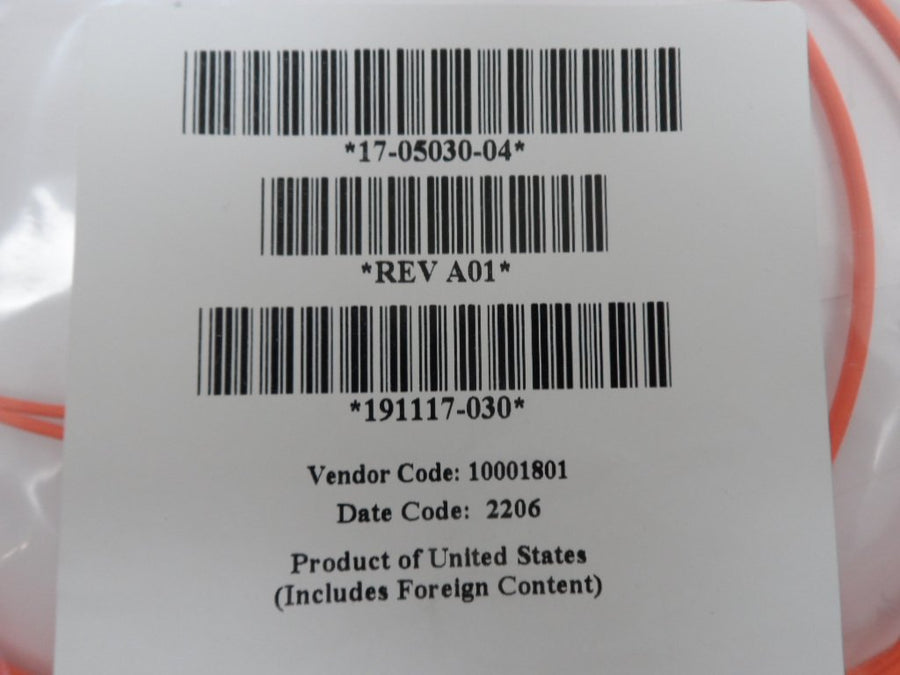 *17-05030-04*
*REV A01*
*191117-030*
Vendor Code: 10001801
Date Code: 2206
Product of United States
(Includes Foreign Content)